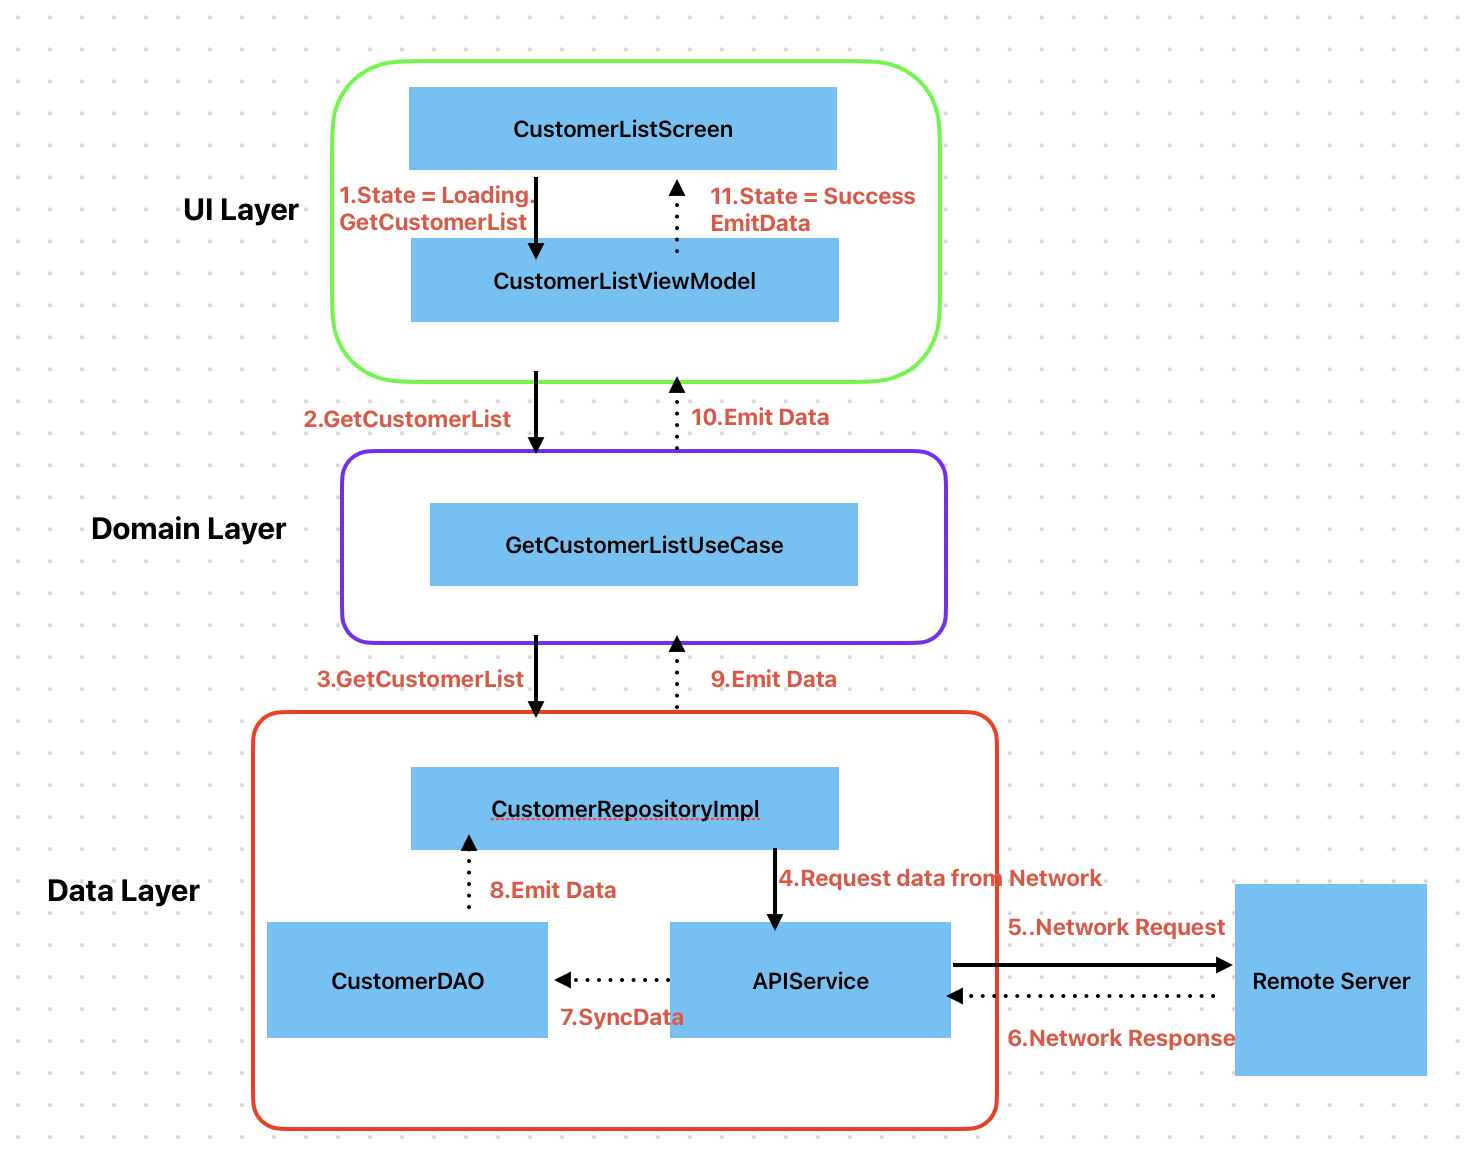 CustomerListScreen
UI Layer
1.State = Loading.
GetCustomerList
11.State = Success
EmitData
CustomerListViewModel
2.GetCustomerList
10.Emit Data
Domain Layer
GetCustomerListUseCase
3.GetCustomerList
9.Emit Data
CustomerRepositoryImpl
Data Layer
8.Emit Data
4.Request data from Network
5..Network Request
CustomerDAO
APIService
Remote Server
7.SyncData
6.Network Response